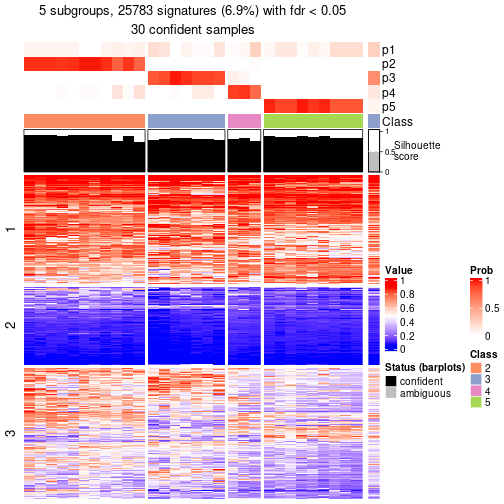 5 subgroups, 25783 signatures (6.9%) with fdr < 0.05
30 confident samples
p1
p2
p3
p4
p5
Class
1
0.5
0
Silhouette
score
1
2
3
Value
1
0.8
0.6
0.4
0.2
0
Prob
1
0.5
0
Status (barplots)
confident
ambiguous
Class
2
3
4
5